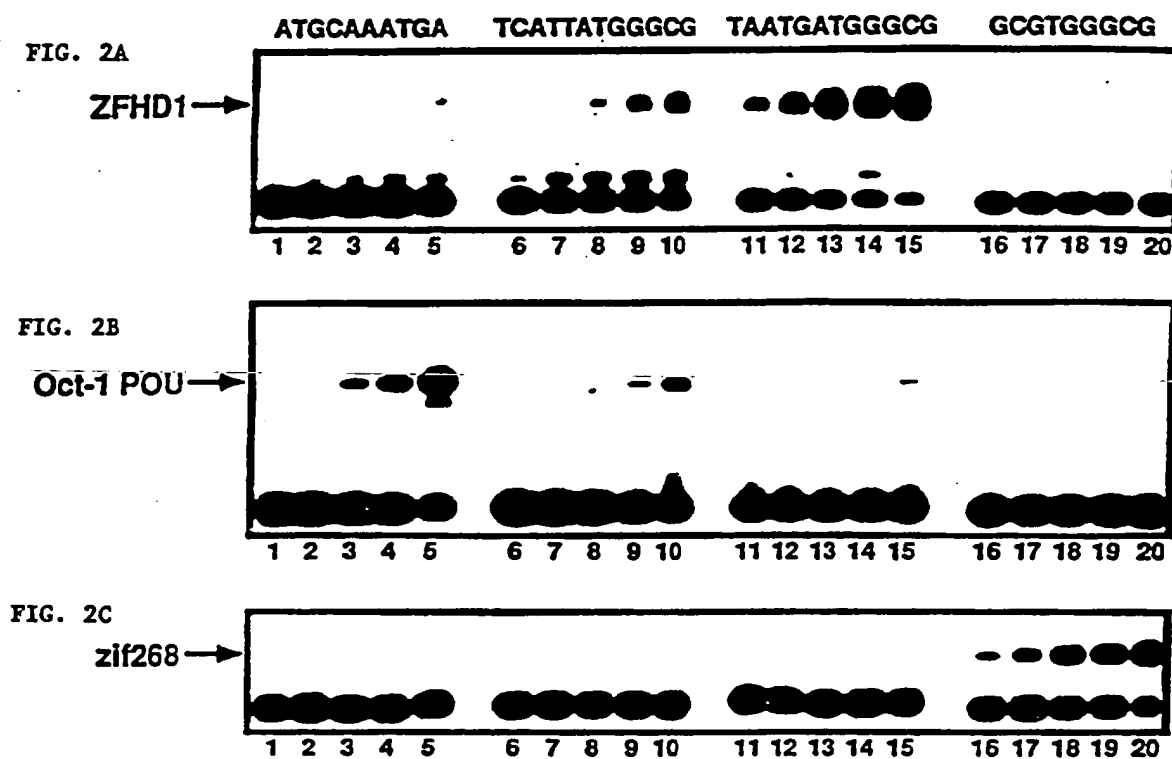 ATGCAAATGA TCATTATGGGCG TAATGATGGGCG GCGTGGGCG
FIG. 2A
ZFHD1
1 2 3 4 5 6 7 8 9 10 11 12 13 14 15 16 17 18 19 20
FIG. 2B
Oct-1 POU
1 2 3 4 5 6 7 8 9 10 11 12 13 14 15 16 17 18 19 20
FIG. 2C
zif268
1 2 3 4 5 6 7 8 9 10 11 12 13 14 15 16 17 18 19 20